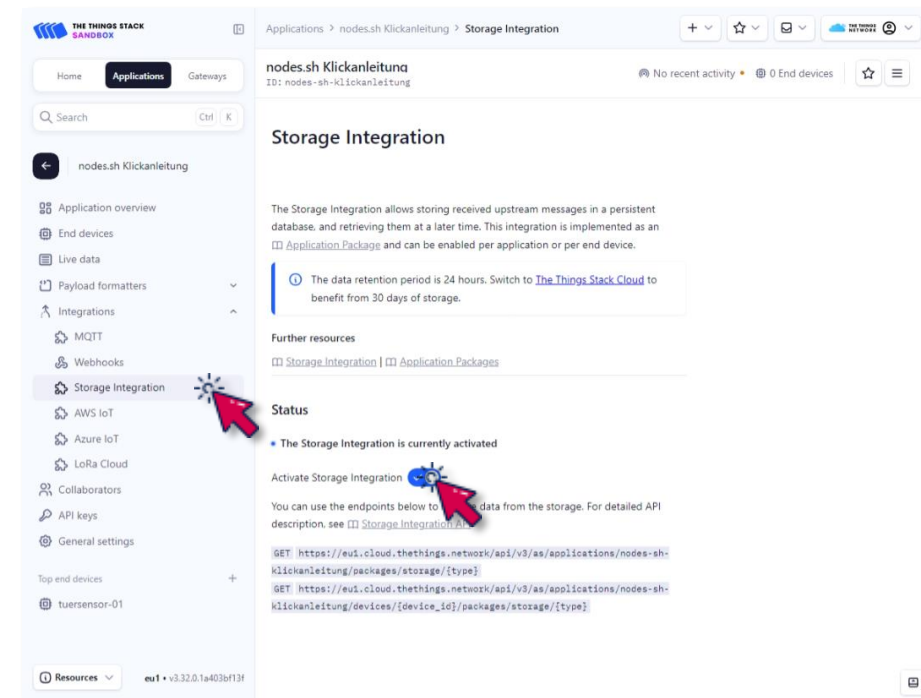 THE THINGS STACK
SANDBOX
Applications > nodes.sh Klickanleitung > Storage Integration
THE THINGS
NETWORK
Home Applications Gateways
nodes.sh Klickanleitung
ID: nodes-sh-klickanleitung
No recent activity • 0 End devices
Search Ctrl K
Storage Integration
nodes.sh Klickanleitung
Application overview
End devices
Live data
Payload formatters
Integrations
MQTT
Webhooks
Storage Integration
AWS IoT
Azure IoT
LoRa Cloud
Collaborators
API keys
General settings
Top end devices +
tuersensor-01
Resources
eu1 • v3.32.0.1a403bf13f
The Storage Integration allows storing received upstream messages in a persistent
database, and retrieving them at a later time. This integration is implemented as an
Application Package and can be enabled per application or per end device.
The data retention period is 24 hours. Switch to The Things Stack Cloud to
benefit from 30 days of storage.
Further resources
Storage Integration | Application Packages
Status
• The Storage Integration is currently activated
Activate Storage Integration
You can use the endpoints below to data from the storage. For detailed API
description, see Storage Integration
GET https://eu1.cloud.thethings.network/api/v3/as/applications/nodes-sh-
klickanleitung/packages/storage/{type}
GET https://eu1.cloud.thethings.network/api/v3/as/applications/nodes-sh-
klickanleitung/devices/{device_id}/packages/storage/{type}